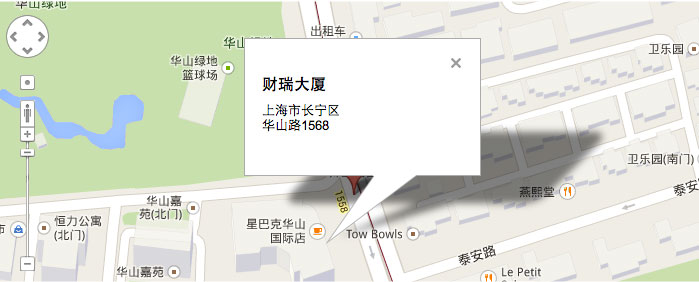 华山绿地
华山绿地
出租车
华山绿地
篮球场
卫乐园
财瑞大厦
上海市长宁区
华山路1568
卫乐园(南门)
燕熙堂
泰安
1558
华山嘉
苑(北门)
恒力公寓
(北门)
市
星巴克华山
国际店
Tow Bowls
泰安路
华山嘉苑
Le Petit